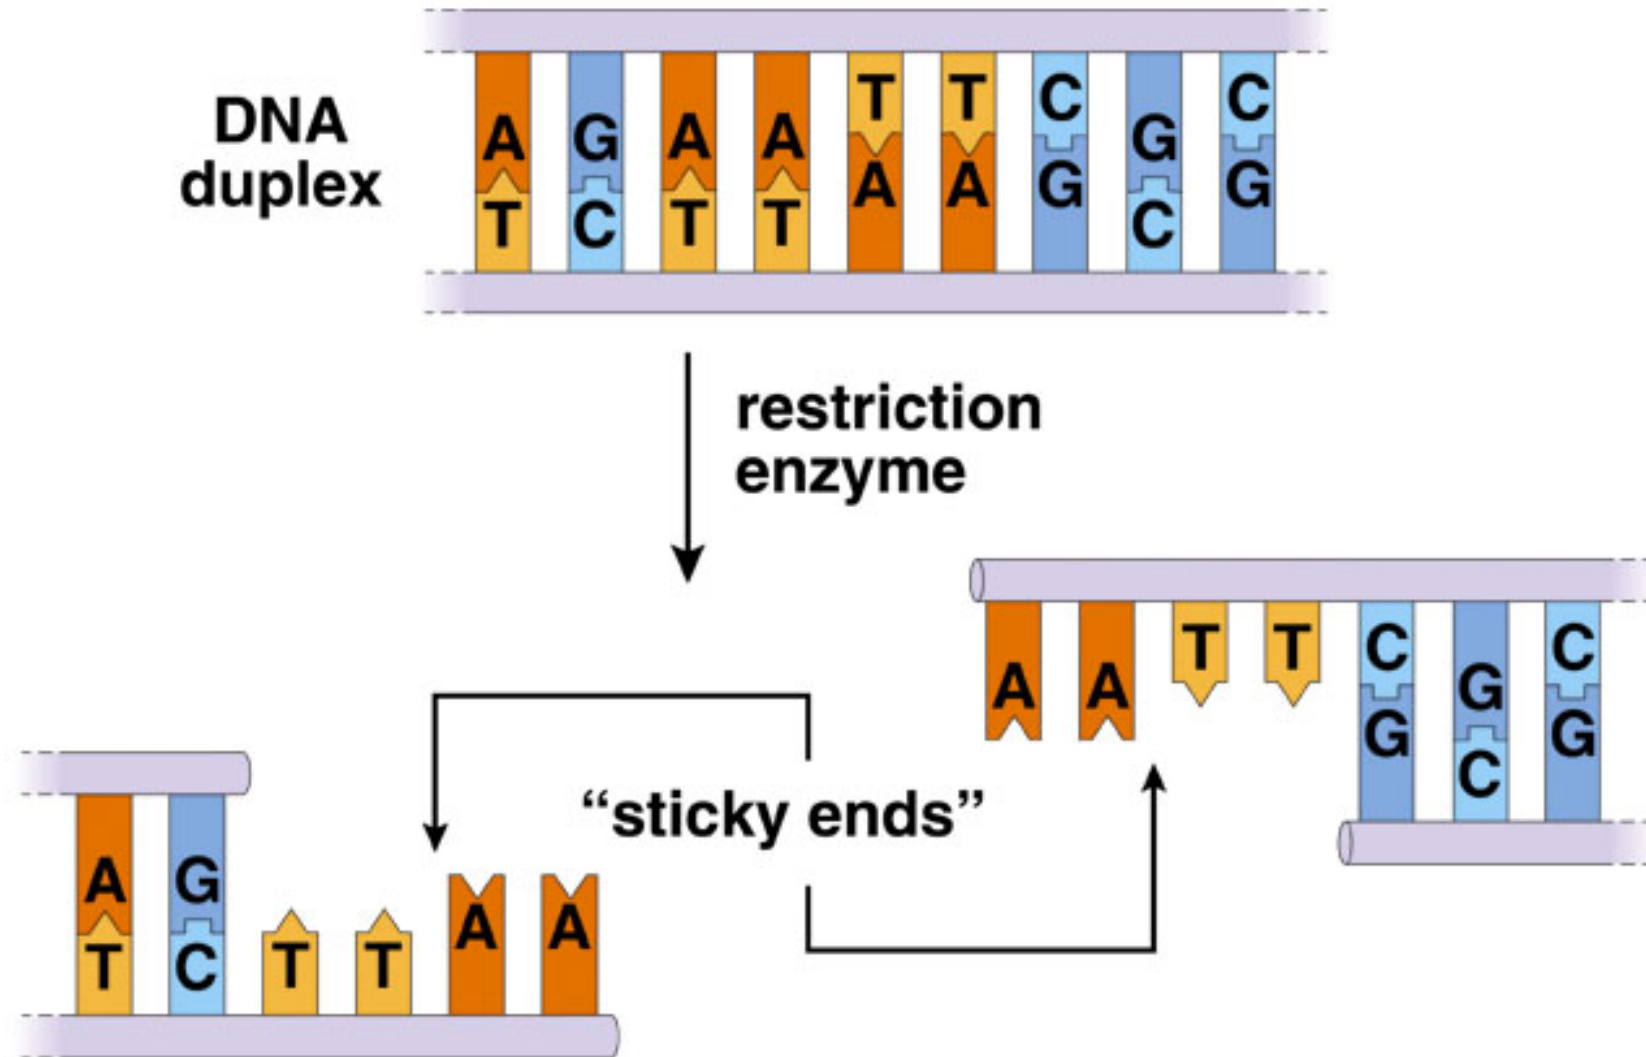 DNA
duplex
A G A A T T C G C
T C T T A A G C G
restriction
enzyme
A A T T C G C
G C G
“sticky ends”
A G
T C T T A A